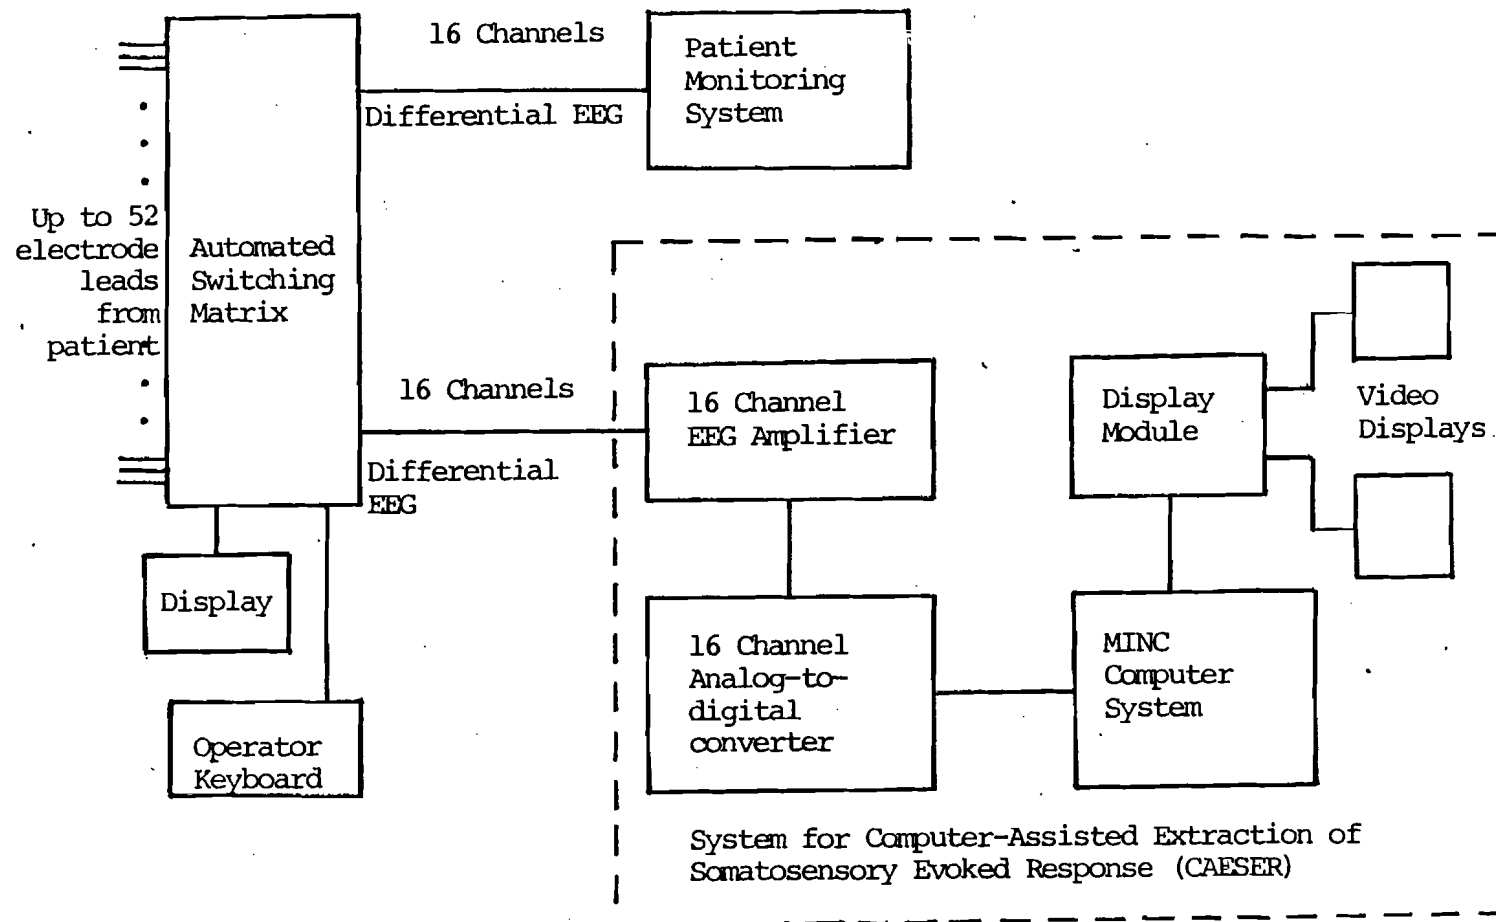 16 Channels
Differential EEG
Patient
Monitoring
System
Up to 52
electrode
leads
from
patient
Automated
Switching
Matrix
16 Channels
Differential
EEG
Display
Operator
Keyboard
16 Channel
EEG Amplifier
Display
Module
Video
Displays
16 Channel
Analog-to-
digital
converter
MINC
Computer
System
System for Computer-Assisted Extraction of
Somatosensory Evoked Response (CAESER)